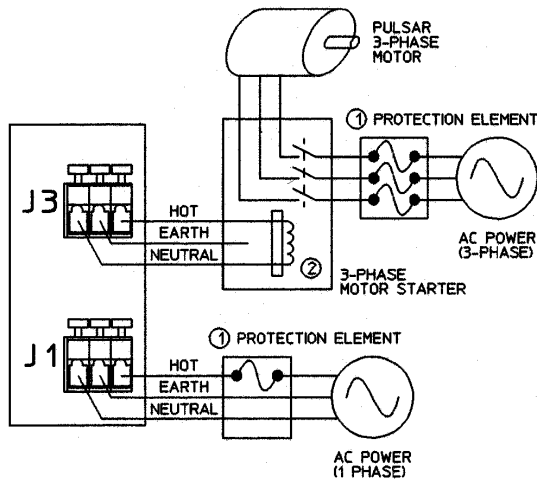 PULSAR
3-PHASE
MOTOR
1 PROTECTION ELEMENT
J3
HOT
EARTH
NEUTRAL
2
3-PHASE
MOTOR STARTER
AC POWER
(3-PHASE)
1 PROTECTION ELEMENT
J1
HOT
EARTH
NEUTRAL
AC POWER
(1 PHASE)